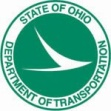 STATE OF OHIO
DEPARTMENT OF TRANSPORTATION